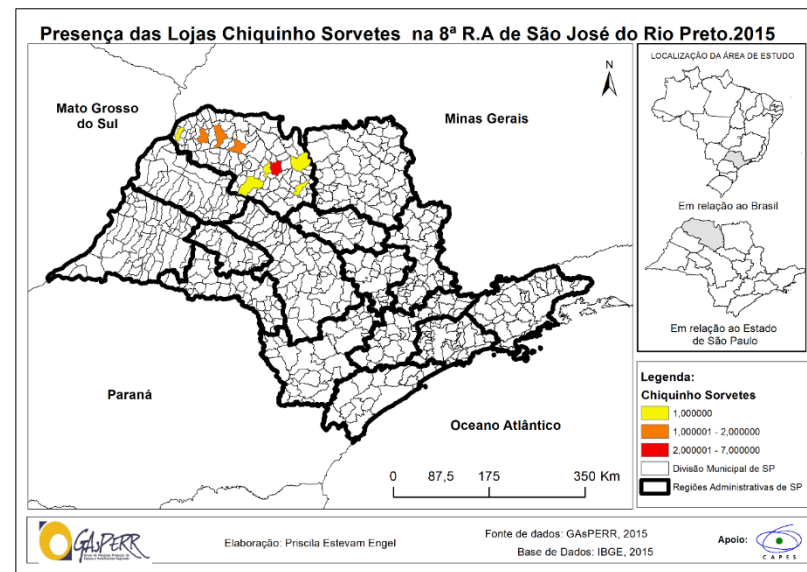 Presença das Lojas Chiquinho Sorvetes na 8ª R.A de São José do Rio Preto.2015
LOCALIZAÇÃO DA ÁREA DE ESTUDO
N
Mato Grosso
do Sul
Minas Gerais
Em relação ao Brasil
Em relação ao Estado
de São Paulo
Paraná
Oceano Atlântico
Legenda:
Chiquinho Sorvetes
1,000000
1,000001 - 2,000000
2,000001 - 7,000000
Divisão Municipal de SP
Regiões Administrativas de SP
0 87,5 175 350 Km
GAsPERR
Elaboração: Priscila Estevam Engel
Fonte de dados: GAsPERR, 2015
Base de Dados: IBGE, 2015
Apoio:
CAPES